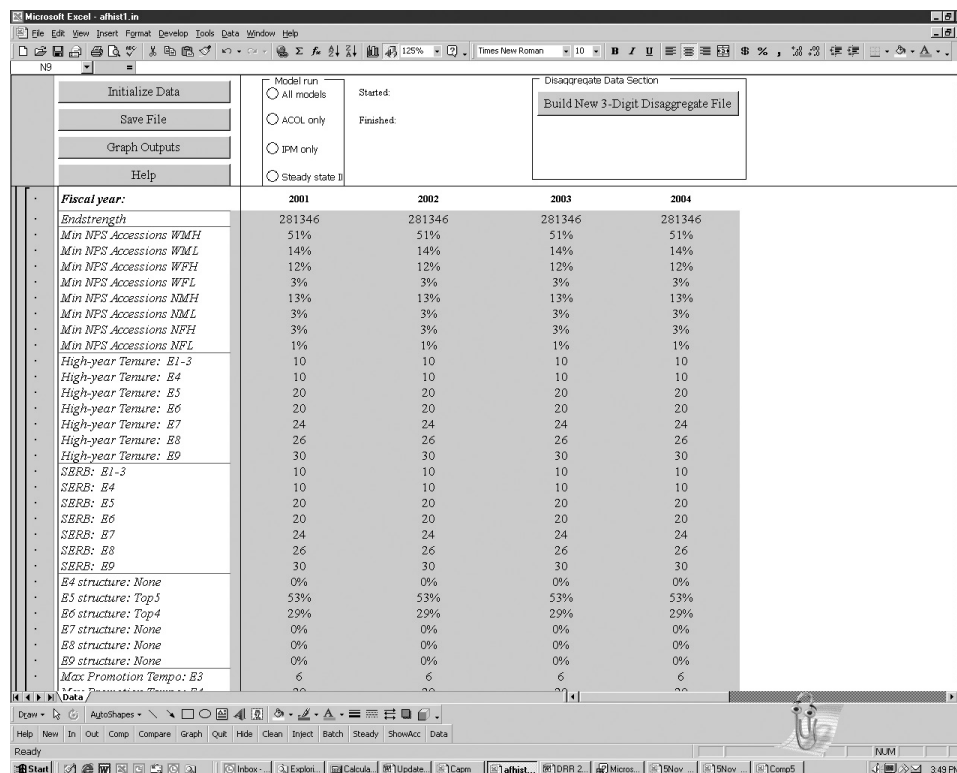 Microsoft Excel - afhist1.in
File Edit View Insert Format Develop Tools Data Window Help
125% Times New Roman 10 B I U $ % ,
N9 =
Initialize Data
Save File
Graph Outputs
Help
Model run
All models
ACOL only
IPM only
Steady state II
Started:
Finished:
Disaggregate Data Section
Build New 3-Digit Disaggregate File
Fiscal year: 2001 2002 2003 2004
Endstrength 281346 281346 281346 281346
Min NPS Accessions WMH 51% 51% 51% 51%
Min NPS Accessions WML 14% 14% 14% 14%
Min NPS Accessions WFH 12% 12% 12% 12%
Min NPS Accessions WFL 3% 3% 3% 3%
Min NPS Accessions NMH 13% 13% 13% 13%
Min NPS Accessions NML 3% 3% 3% 3%
Min NPS Accessions NFH 3% 3% 3% 3%
Min NPS Accessions NFL 1% 1% 1% 1%
High-year Tenure: E1-3 10 10 10 10
High-year Tenure: E4 10 10 10 10
High-year Tenure: E5 20 20 20 20
High-year Tenure: E6 20 20 20 20
High-year Tenure: E7 24 24 24 24
High-year Tenure: E8 26 26 26 26
High-year Tenure: E9 30 30 30 30
SERB: E1-3 10 10 10 10
SERB: E4 10 10 10 10
SERB: E5 20 20 20 20
SERB: E6 20 20 20 20
SERB: E7 24 24 24 24
SERB: E8 26 26 26 26
SERB: E9 30 30 30 30
E4 structure: None 0% 0% 0% 0%
E5 structure: Top5 53% 53% 53% 53%
E6 structure: Top4 29% 29% 29% 29%
E7 structure: None 0% 0% 0% 0%
E8 structure: None 0% 0% 0% 0%
E9 structure: None 0% 0% 0% 0%
Max Promotion Tempo: E3 6 6 6 6
Data
Draw AutoShapes
Help New In Out Comp Compare Graph Quit Hide Clean Inject Batch Steady ShowAcc Data
Ready NUM
Start Inbox -... Explori... Calcula... Update... Capm afhist... DRR 2... Micros... 5Nov ... 5Nov ... Comp5 3:49 PM